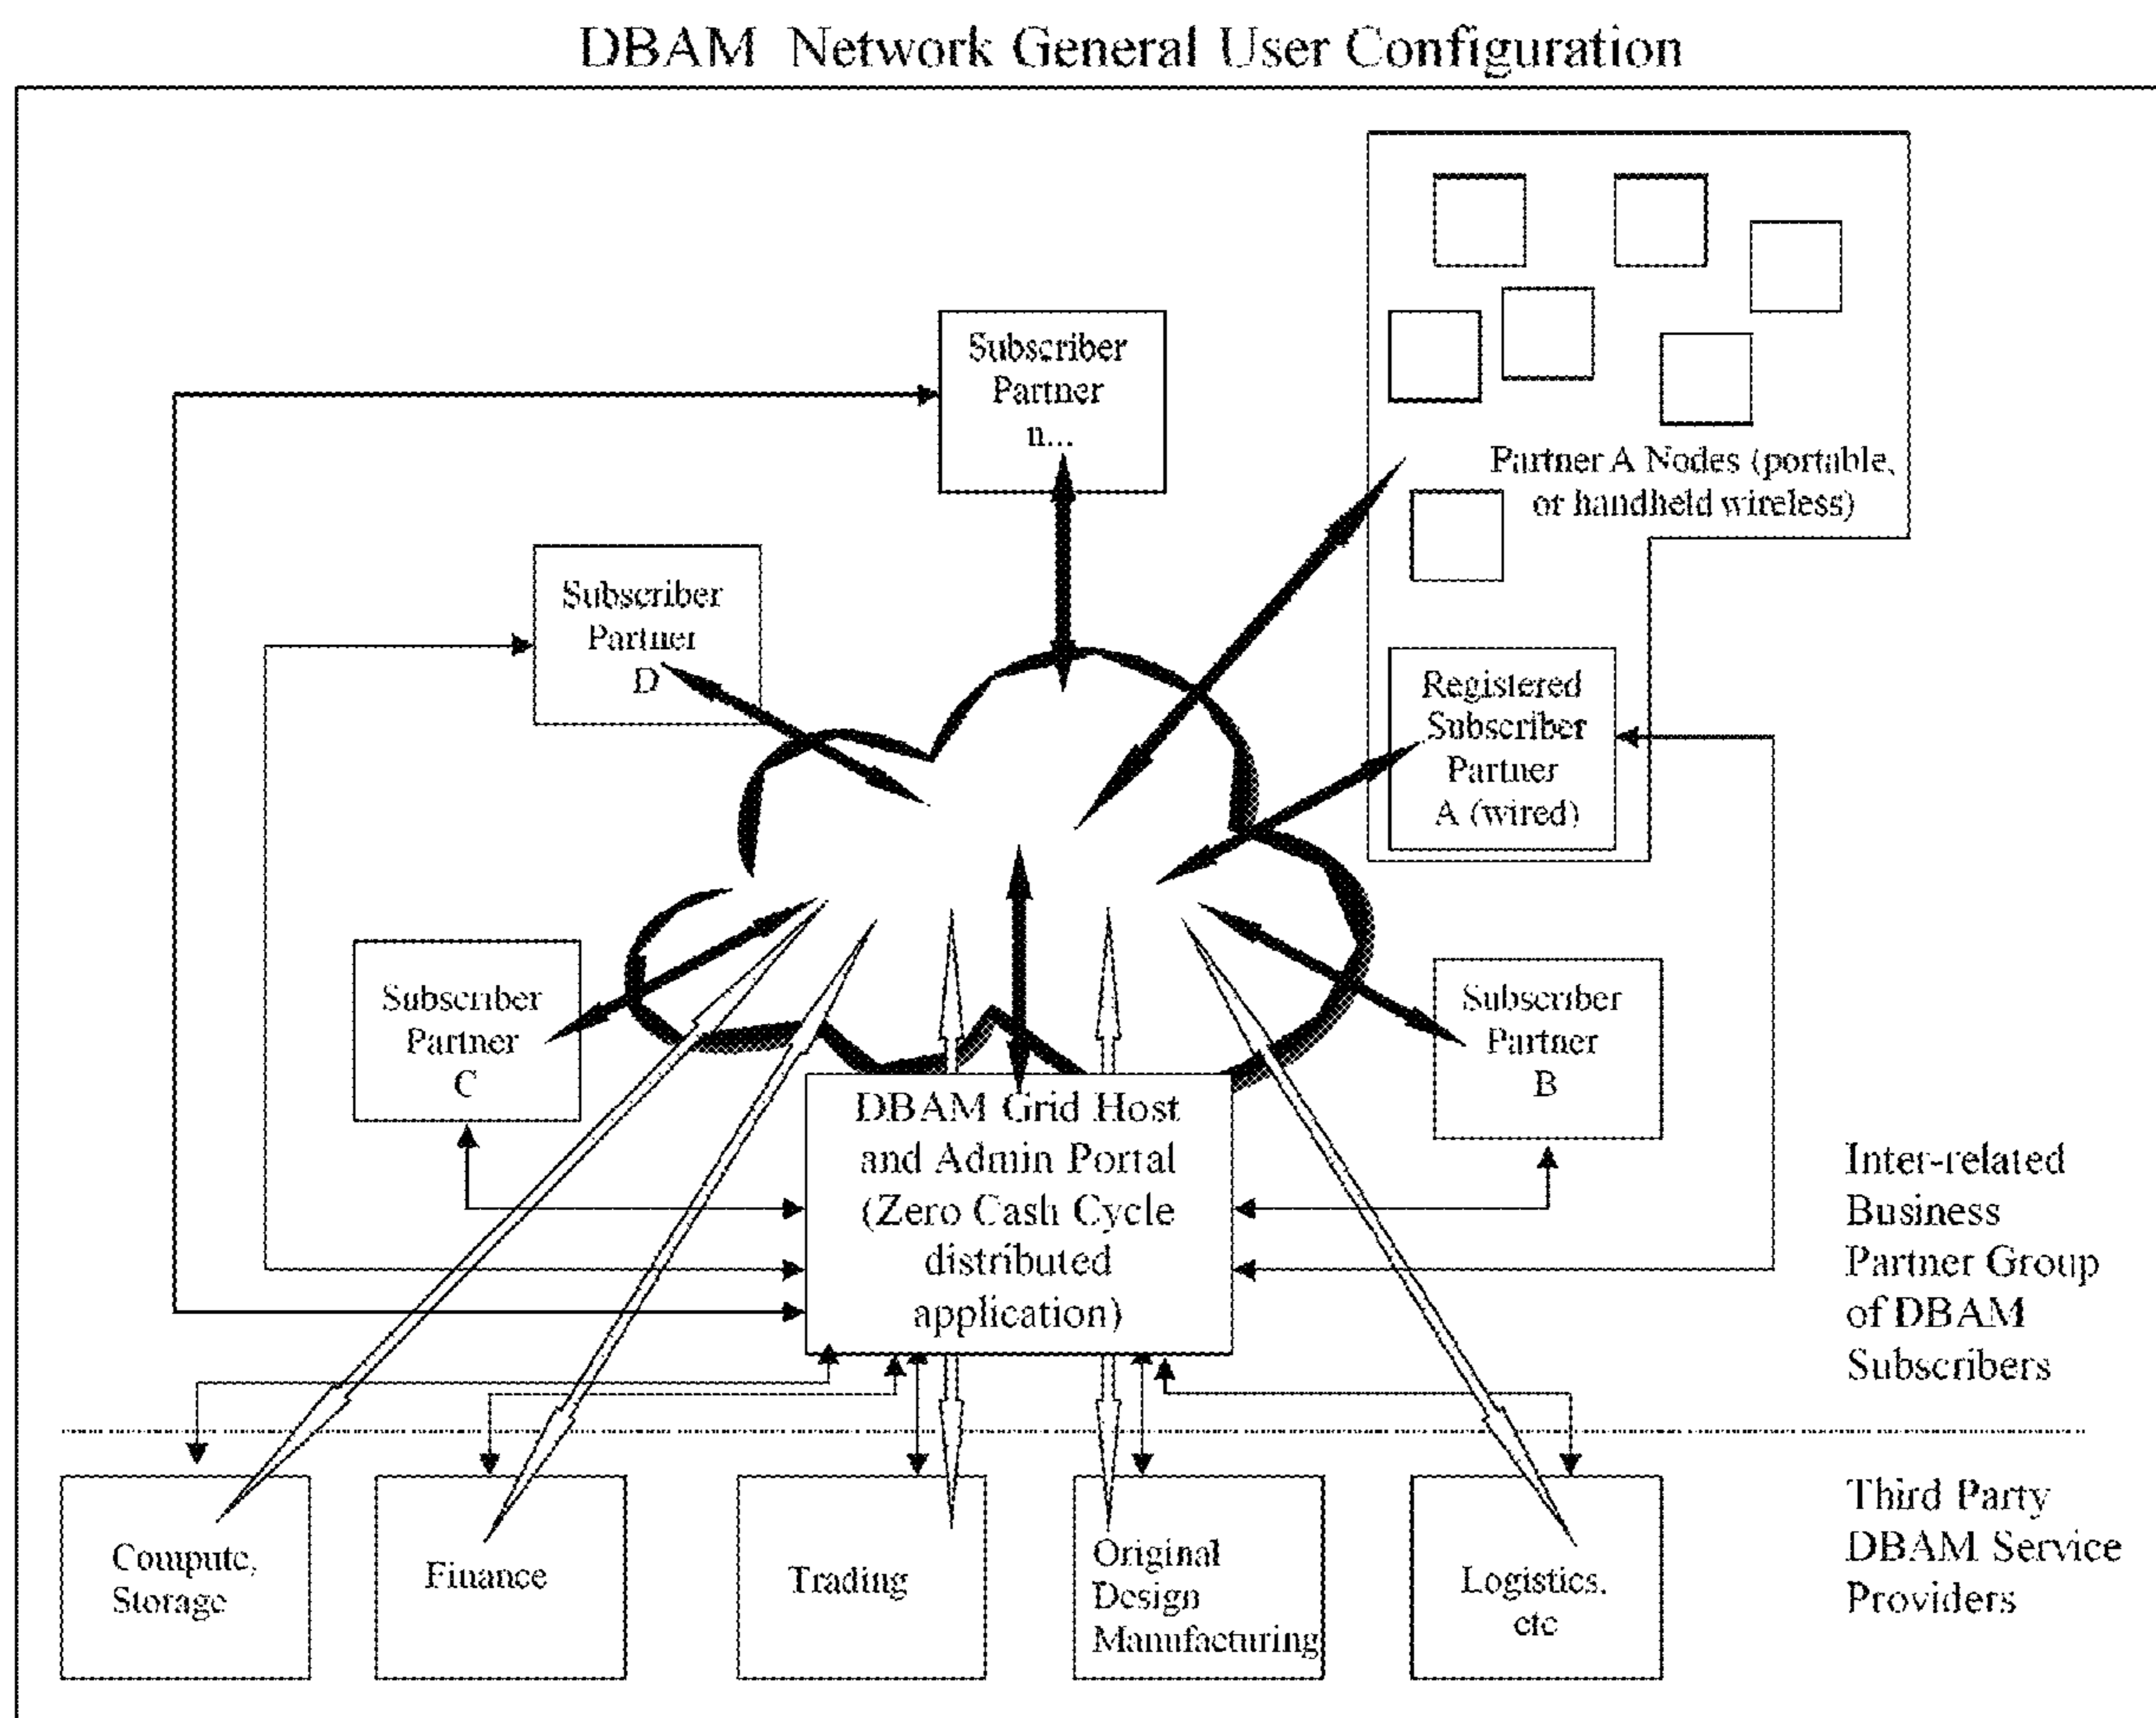 DBAM Network General User Configuration
Subscriber
Partner
n...
Partner A Nodes (portable,
or handheld wireless)
Subscriber
Partner
D
Registered
Subscriber
Partner
A (wired)
Subscriber
Partner
C
Subscriber
Partner
B
DBAM Grid Host
and Admin Portal
(Zero Cash Cycle
distributed
application)
Inter-related
Business
Partner Group
of DBAM
Subscribers
Compute,
Storage
Finance
Trading
Original
Design
Manufacturing
Logistics,
etc
Third Party
DBAM Service
Providers